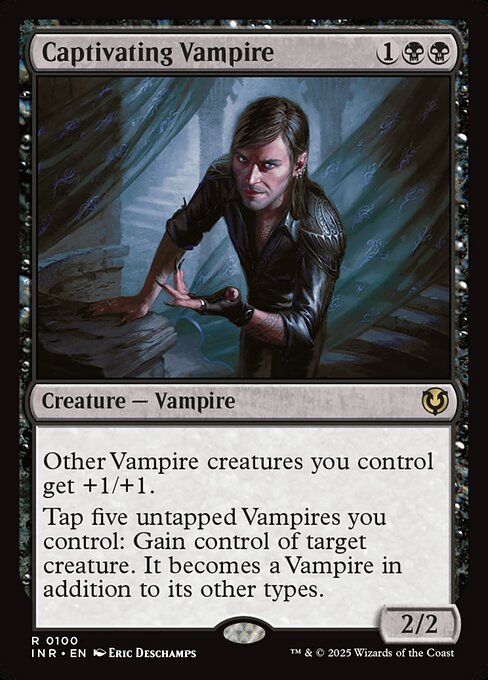 Captivating Vampire 1
Creature — Vampire
Other Vampire creatures you control
get +1/+1.
Tap five untapped Vampires you
control: Gain control of target
creature. It becomes a Vampire in
addition to its other types.
2/2
R 0100
INR • EN Eric Deschamps
™ & © 2025 Wizards of the Coast